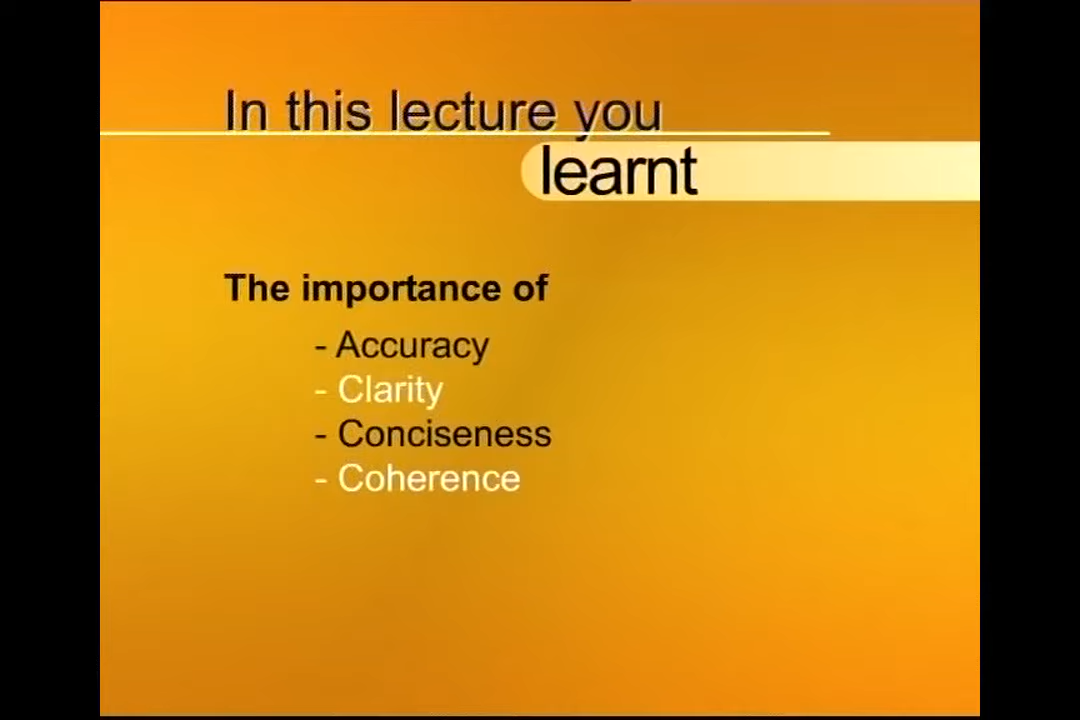 In this lecture you
learnt
The importance of
- Accuracy
- Clarity
- Conciseness
- Coherence